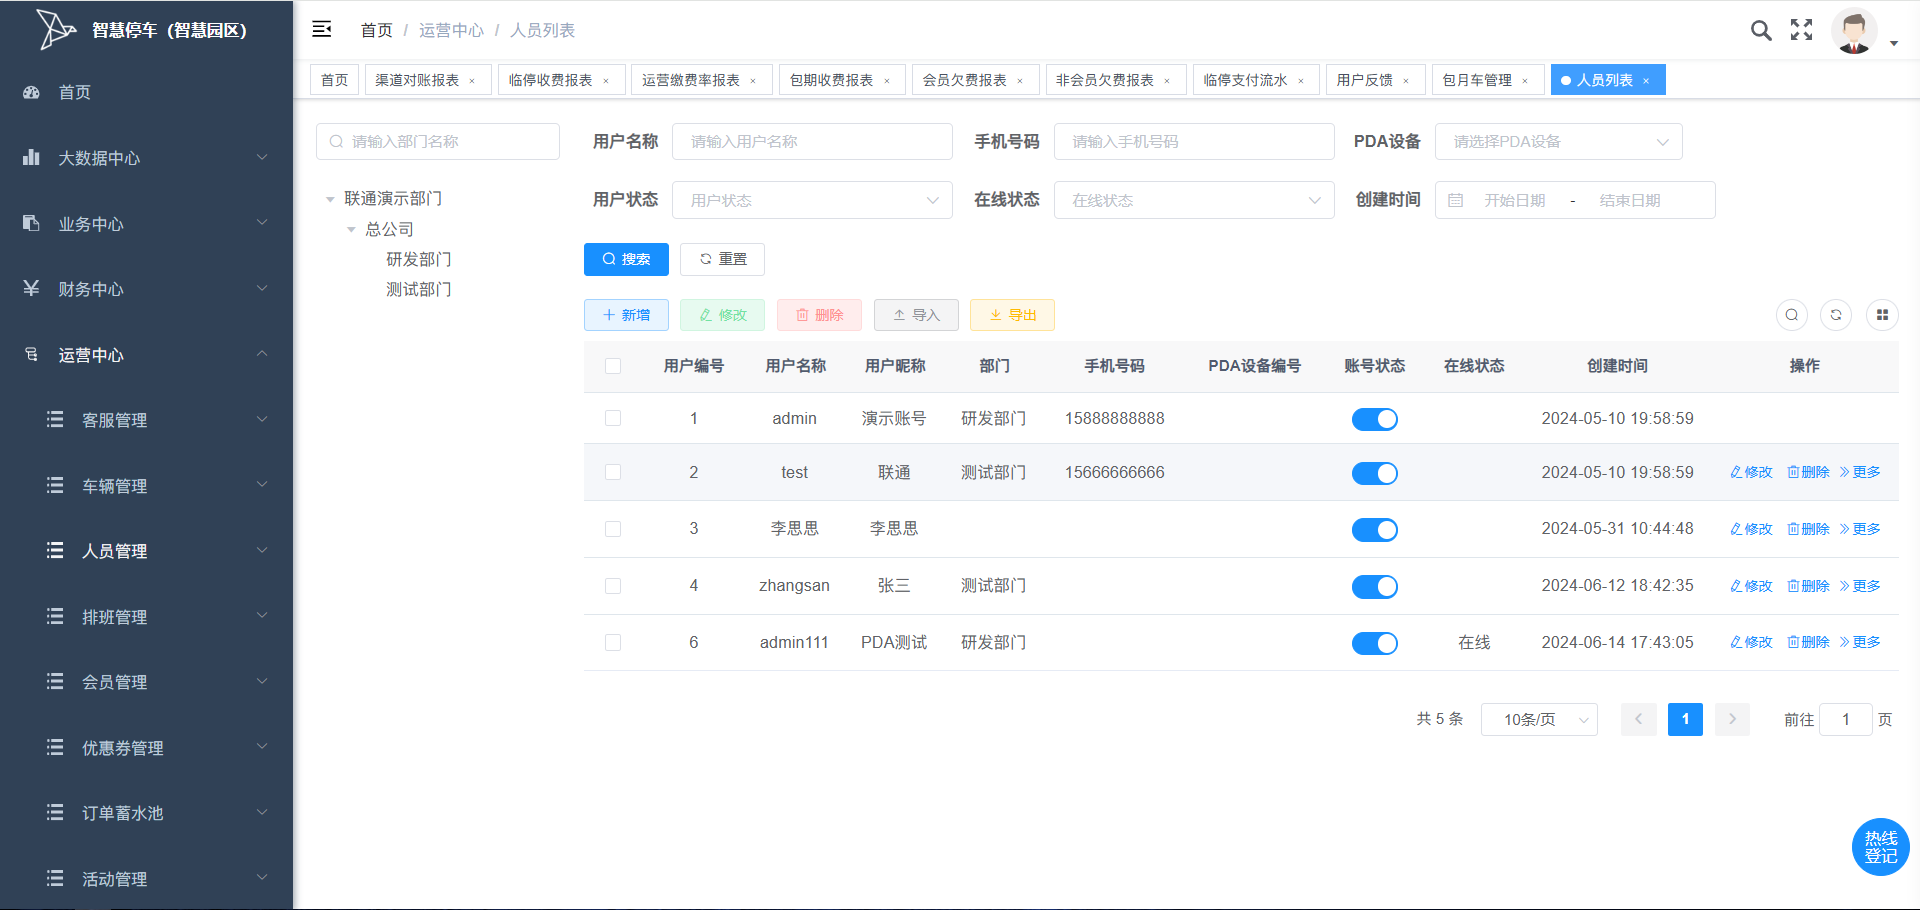 智慧停车（智慧园区）
首页
大数据中心
业务中心
财务中心
运营中心
客服管理
车辆管理
人员管理
排班管理
会员管理
优惠券管理
订单蓄水池
活动管理
首页 / 运营中心 / 人员列表
首页 渠道对账报表 × 临停收费报表 × 运营缴费率报表 × 包期收费报表 × 会员欠费报表 × 非会员欠费报表 × 临停支付流水 × 用户反馈 × 包月车管理 × 人员列表 ×
请输入部门名称
联通演示部门
总公司
研发部门
测试部门
用户名称 请输入用户名称 手机号码 请输入手机号码 PDA设备 请选择PDA设备
用户状态 用户状态 在线状态 在线状态 创建时间 开始日期 - 结束日期
搜索 重置
新增 修改 删除 导入 导出
用户编号 用户名称 用户昵称 部门 手机号码 PDA设备编号 账号状态 在线状态 创建时间 操作
1 admin 演示账号 研发部门 15888888888 2024-05-10 19:58:59
2 test 联通 测试部门 15666666666 2024-05-10 19:58:59 修改 删除 更多
3 李思思 李思思 2024-05-31 10:44:48 修改 删除 更多
4 zhangsan 张三 测试部门 2024-06-12 18:42:35 修改 删除 更多
6 admin111 PDA测试 研发部门 在线 2024-06-14 17:43:05 修改 删除 更多
共 5 条 10条/页 1 前往 1 页
热线
登记